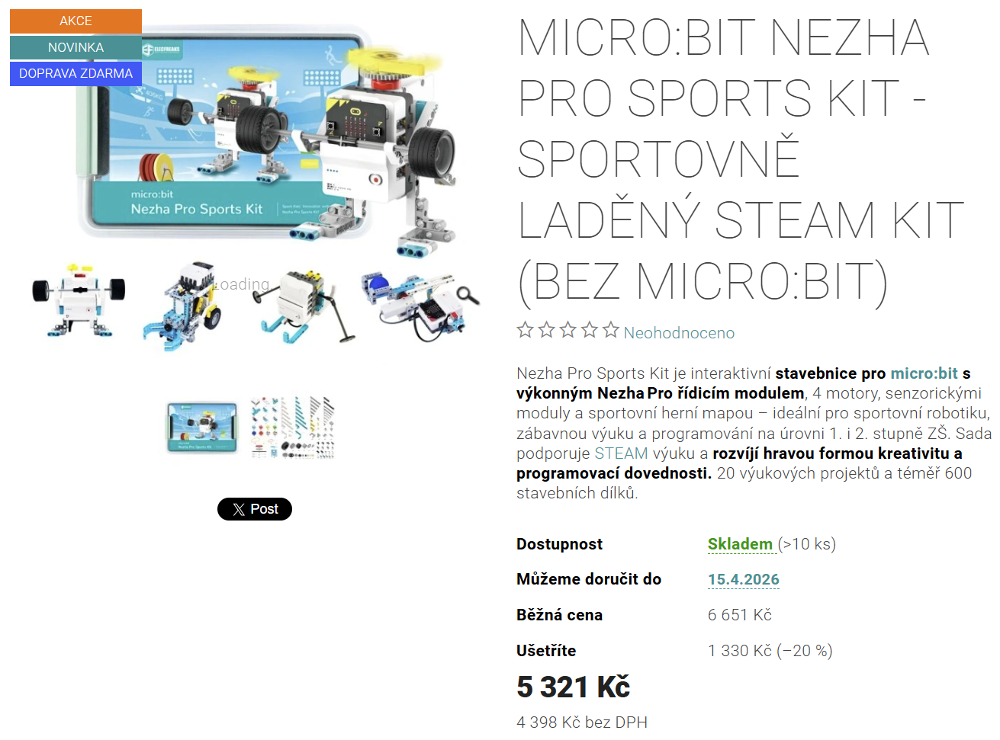 AKCE
NOVINKA
DOPRAVA ZDARMA
ELECFREAKS
micro:bit
Nezha Pro Sports Kit
Loading
Post
MICRO:BIT NEZHA
PRO SPORTS KIT -
SPORTOVNĚ
LADĚNÝ STEAM KIT
(BEZ MICRO:BIT)
Neohodnoceno
Nezha Pro Sports Kit je interaktivní stavebnice pro micro:bit s
výkonným Nezha Pro řídicím modulem, 4 motory, senzorickými
moduly a sportovní herní mapou – ideální pro sportovní robotiku,
zábavnou výuku a programování na úrovni 1. i 2. stupně ZŠ. Sada
podporuje STEAM výuku a rozvíjí hravou formou kreativitu a
programovací dovednosti. 20 výukových projektů a téměř 600
stavebních dílků.
Dostupnost Skladem (>10 ks)
Můžeme doručit do 15.4.2026
Běžná cena 6 651 Kč
Ušetříte 1 330 Kč (–20 %)
5 321 Kč
4 398 Kč bez DPH